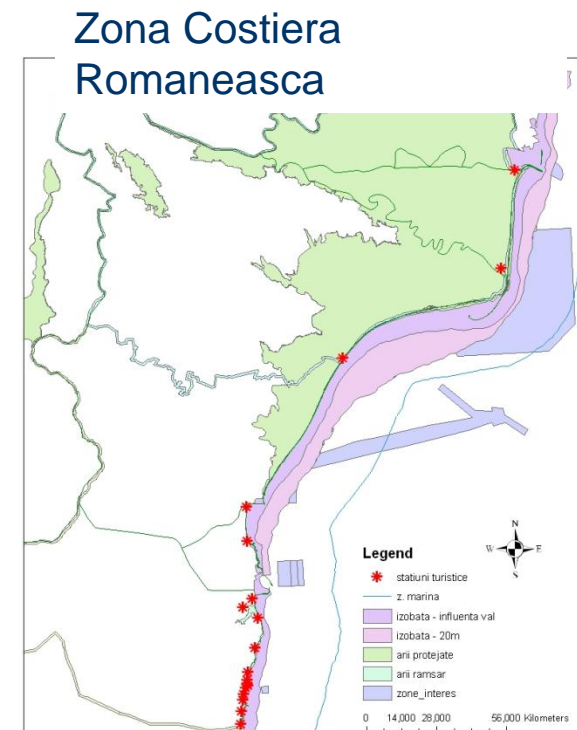 Zona Costiera
Romaneasca
N
W E
S
Legend
statiuni turistice
z. marina
izobata - influenta val
izobata - 20m
arii protejate
arii ramsar
zone_interes
0 14,000 28,000 56,000 Kilometers